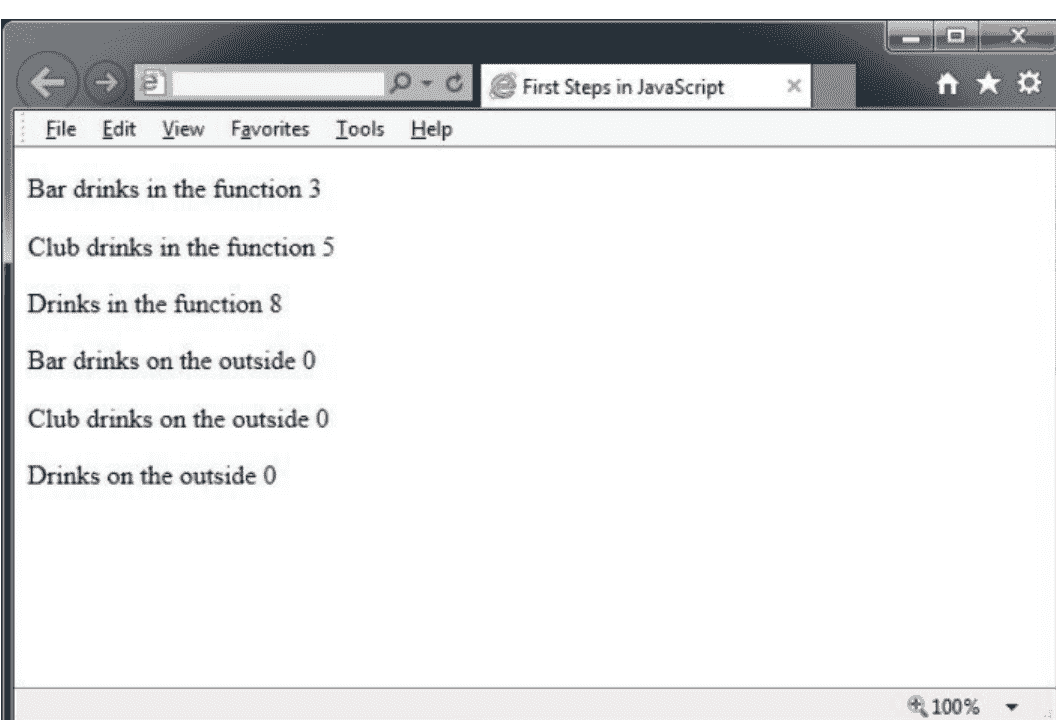 First Steps in JavaScript
File Edit View Favorites Tools Help
Bar drinks in the function 3
Club drinks in the function 5
Drinks in the function 8
Bar drinks on the outside 0
Club drinks on the outside 0
Drinks on the outside 0
100%